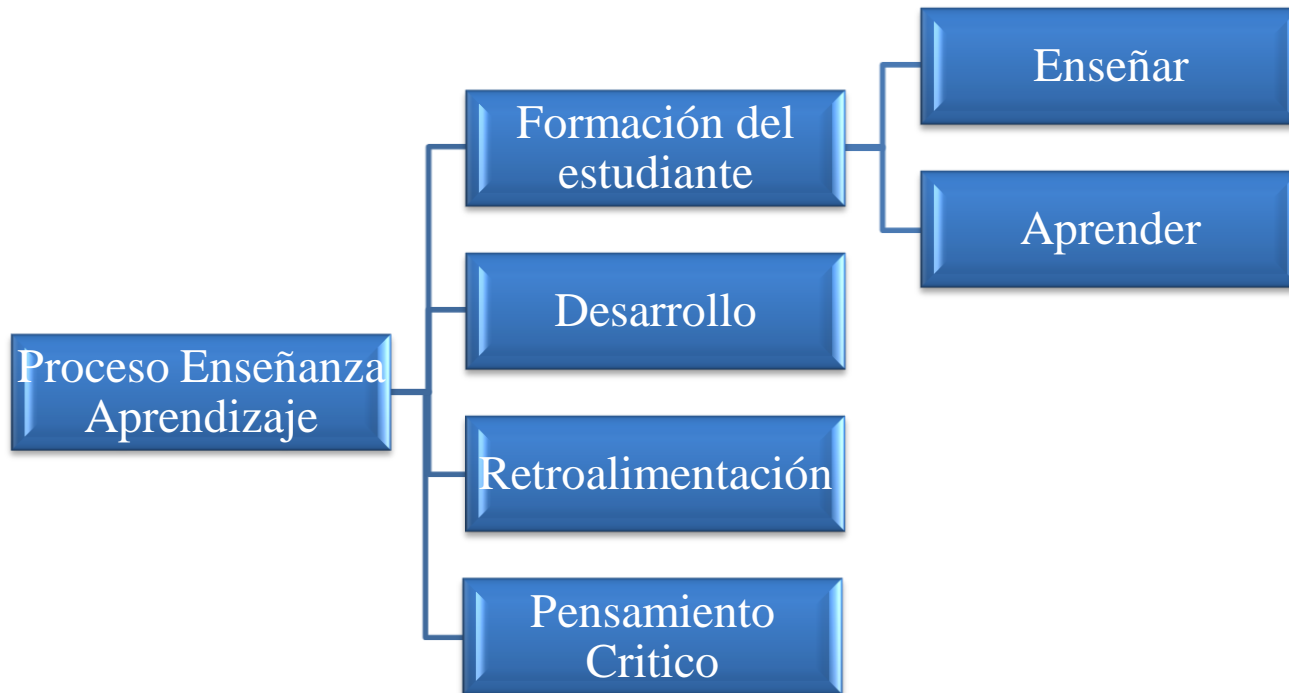 Proceso Enseñanza
Aprendizaje
Formación del
estudiante
Enseñar
Aprender
Desarrollo
Retroalimentación
Pensamiento
Critico